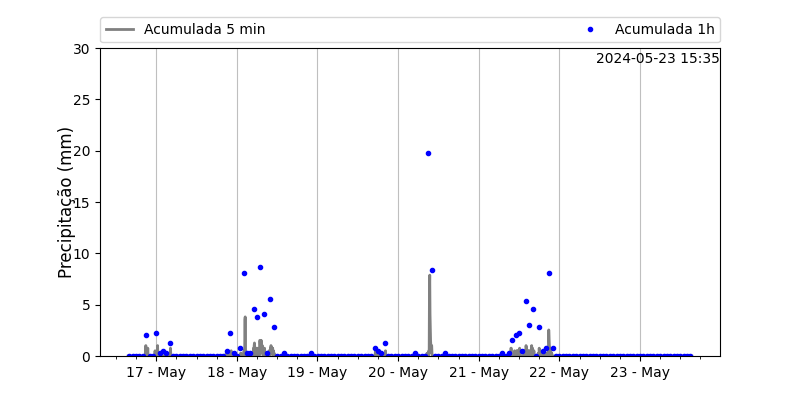 Acumulada 5 min
Acumulada 1h
2024-05-23 15:35
Precipitação (mm)
30
25
20
15
10
5
0
17 - May
18 - May
19 - May
20 - May
21 - May
22 - May
23 - May